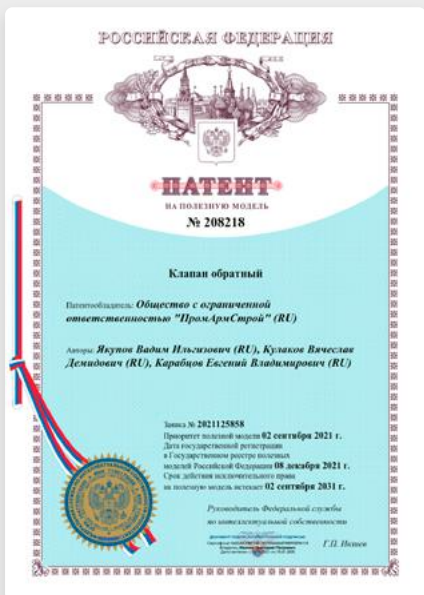 РОССИЙСКАЯ ФЕДЕРАЦИЯ
ПАТЕНТ
НА ПОЛЕЗНУЮ МОДЕЛЬ
№ 208218
Клапан обратный
Патентообладатель: Общество с ограниченной
ответственностью "ПромАрмСтрой" (RU)
Авторы: Якупов Вадим Ильгизович (RU), Кулаков Вячеслав
Демидович (RU), Карабцов Евгений Владимирович (RU)
Заявка № 2021125858
Приоритет полезной модели 02 сентября 2021 г.
Дата государственной регистрации
в Государственном реестре полезных
моделей Российской Федерации 08 декабря 2021 г.
Срок действия исключительного права
на полезную модель истекает 02 сентября 2031 г.
Руководитель Федеральной службы
по интеллектуальной собственности
Г.П. Ивлиев